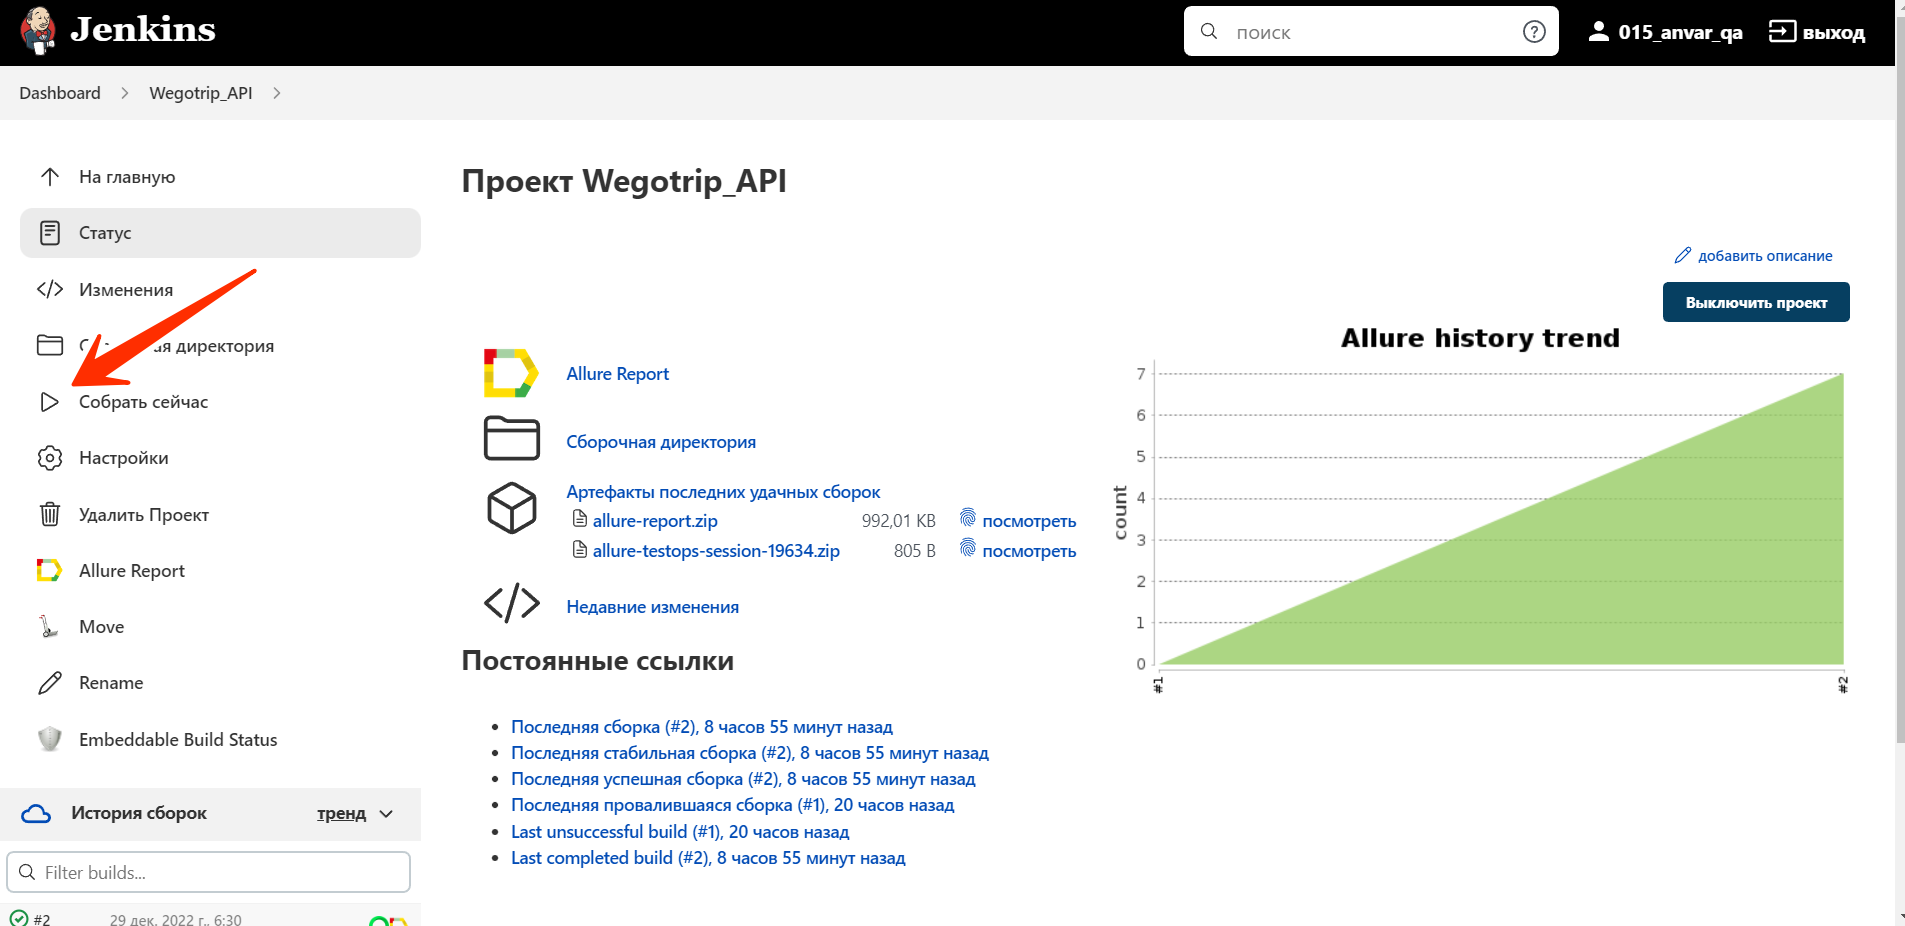 Jenkins
поиск
015_anvar_qa
выход
Dashboard
Wegotrip_API
На главную
Статус
Изменения
директория
Собрать сейчас
Настройки
Удалить Проект
Allure Report
Move
Rename
Embeddable Build Status
История сборок
тренд
Filter builds...
#2 29 дек. 2022 г., 6:30
Проект Wegotrip_API
добавить описание
Выключить проект
Allure Report
Сборочная директория
Артефакты последних удачных сборок
allure-report.zip 992,01 KB посмотреть
allure-testops-session-19634.zip 805 B посмотреть
Недавние изменения
Постоянные ссылки
Последняя сборка (#2), 8 часов 55 минут назад
Последняя стабильная сборка (#2), 8 часов 55 минут назад
Последняя успешная сборка (#2), 8 часов 55 минут назад
Последняя провалившаяся сборка (#1), 20 часов назад
Last unsuccessful build (#1), 20 часов назад
Last completed build (#2), 8 часов 55 минут назад
Allure history trend
7
6
5
4
3
2
1
0
count
#1
#2